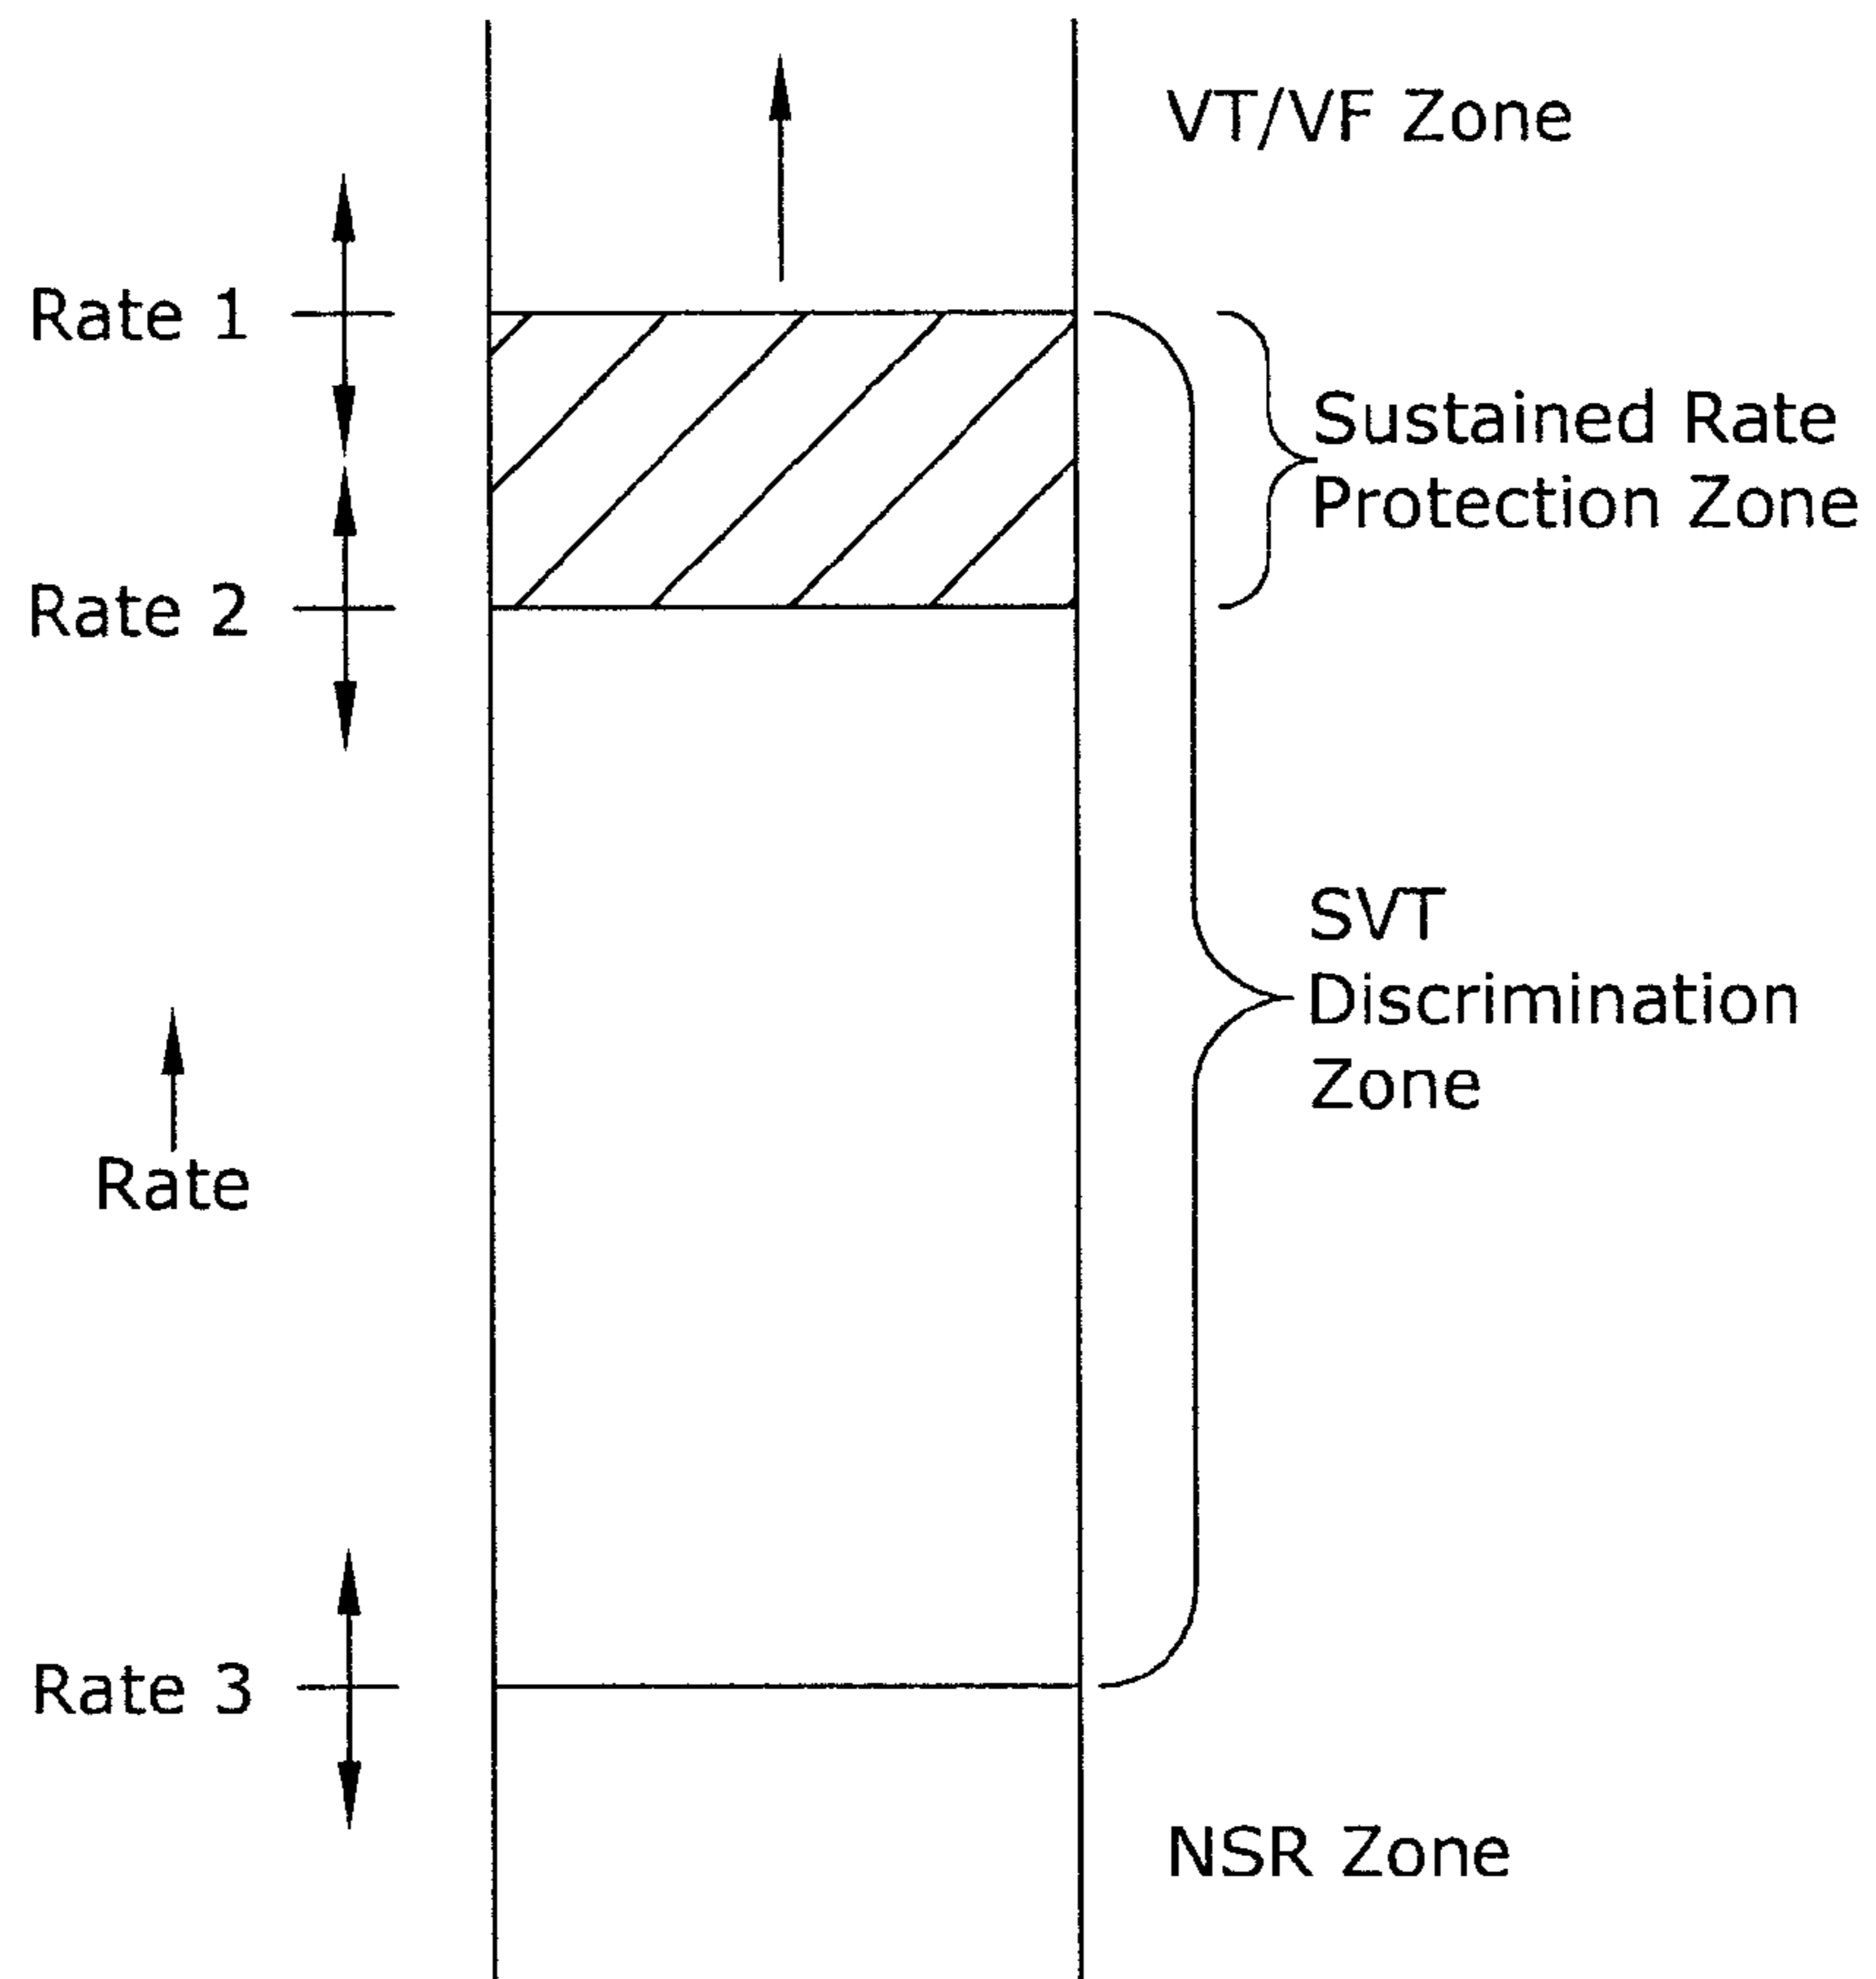 VT/VF Zone
Rate 1
Sustained Rate
Protection Zone
Rate 2
SVT
Discrimination
Zone
Rate
Rate 3
NSR Zone